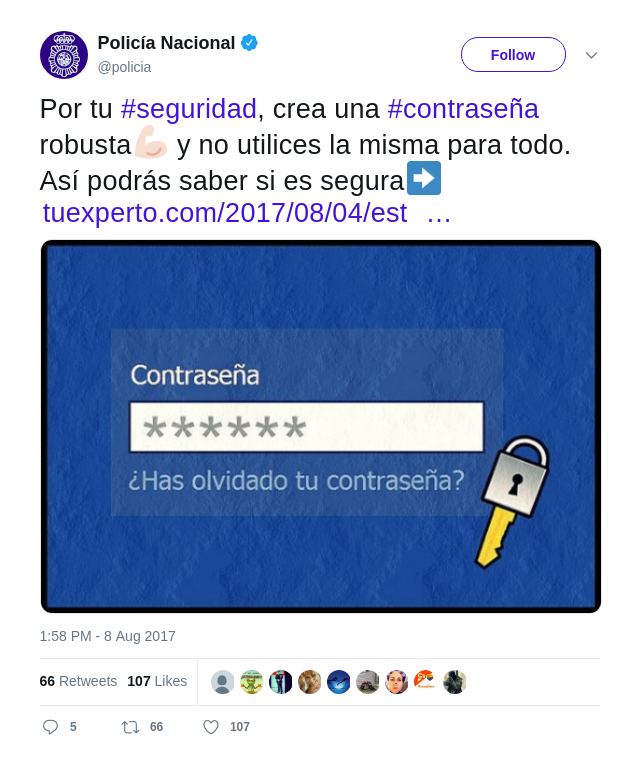 Policía Nacional
@policia
Follow
Por tu #seguridad, crea una #contraseña
robusta💪🏻 y no utilices la misma para todo.
Así podrás saber si es segura➡
tuexperto.com/2017/08/04/est …
Contraseña
******
¿Has olvidado tu contraseña?
1:58 PM - 8 Aug 2017
66 Retweets 107 Likes
5 66 107